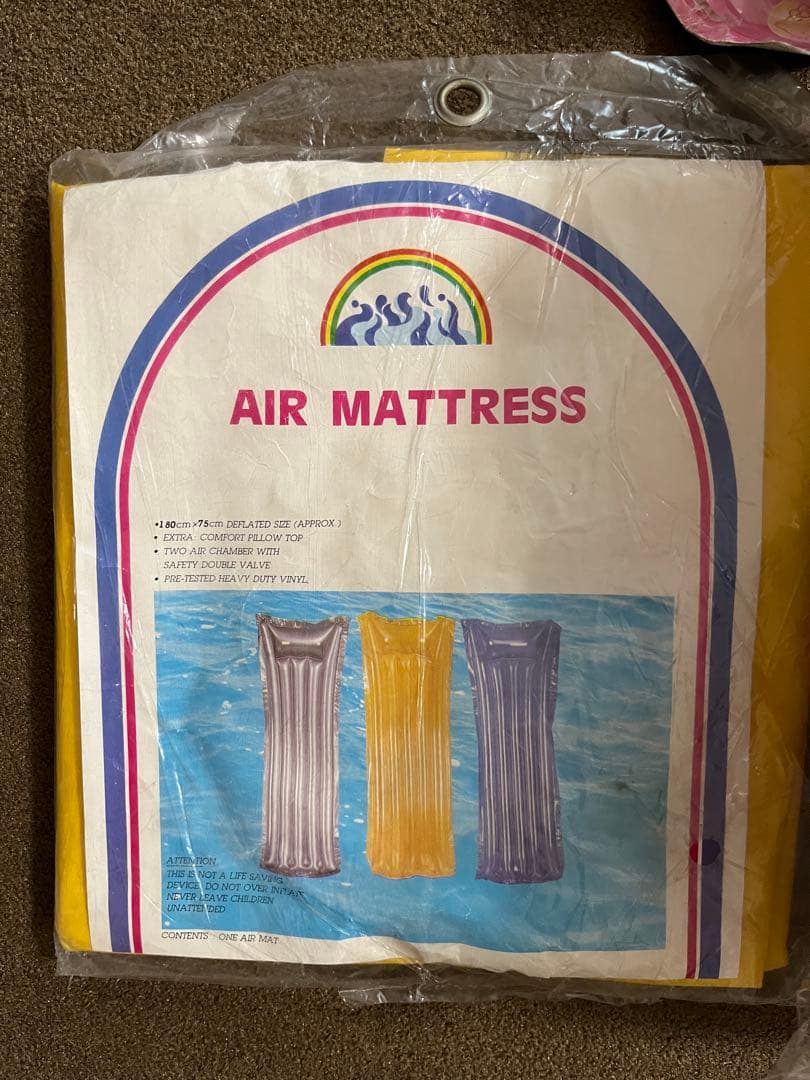 AIR MATTRESS
•180cm×75cm DEFLATED SIZE (APPROX.)
• EXTRA: COMFORT PILLOW TOP
• TWO AIR CHAMBER WITH
SAFETY DOUBLE VALVE
• PRE-TESTED HEAVY DUTY VINYL.
ATTENTION
THIS IS NOT A LIFE SAVING
DEVICE. DO NOT OVER INFLATE
NEVER LEAVE CHILDREN
UNATTENDED
CONTENTS : ONE AIR MAT